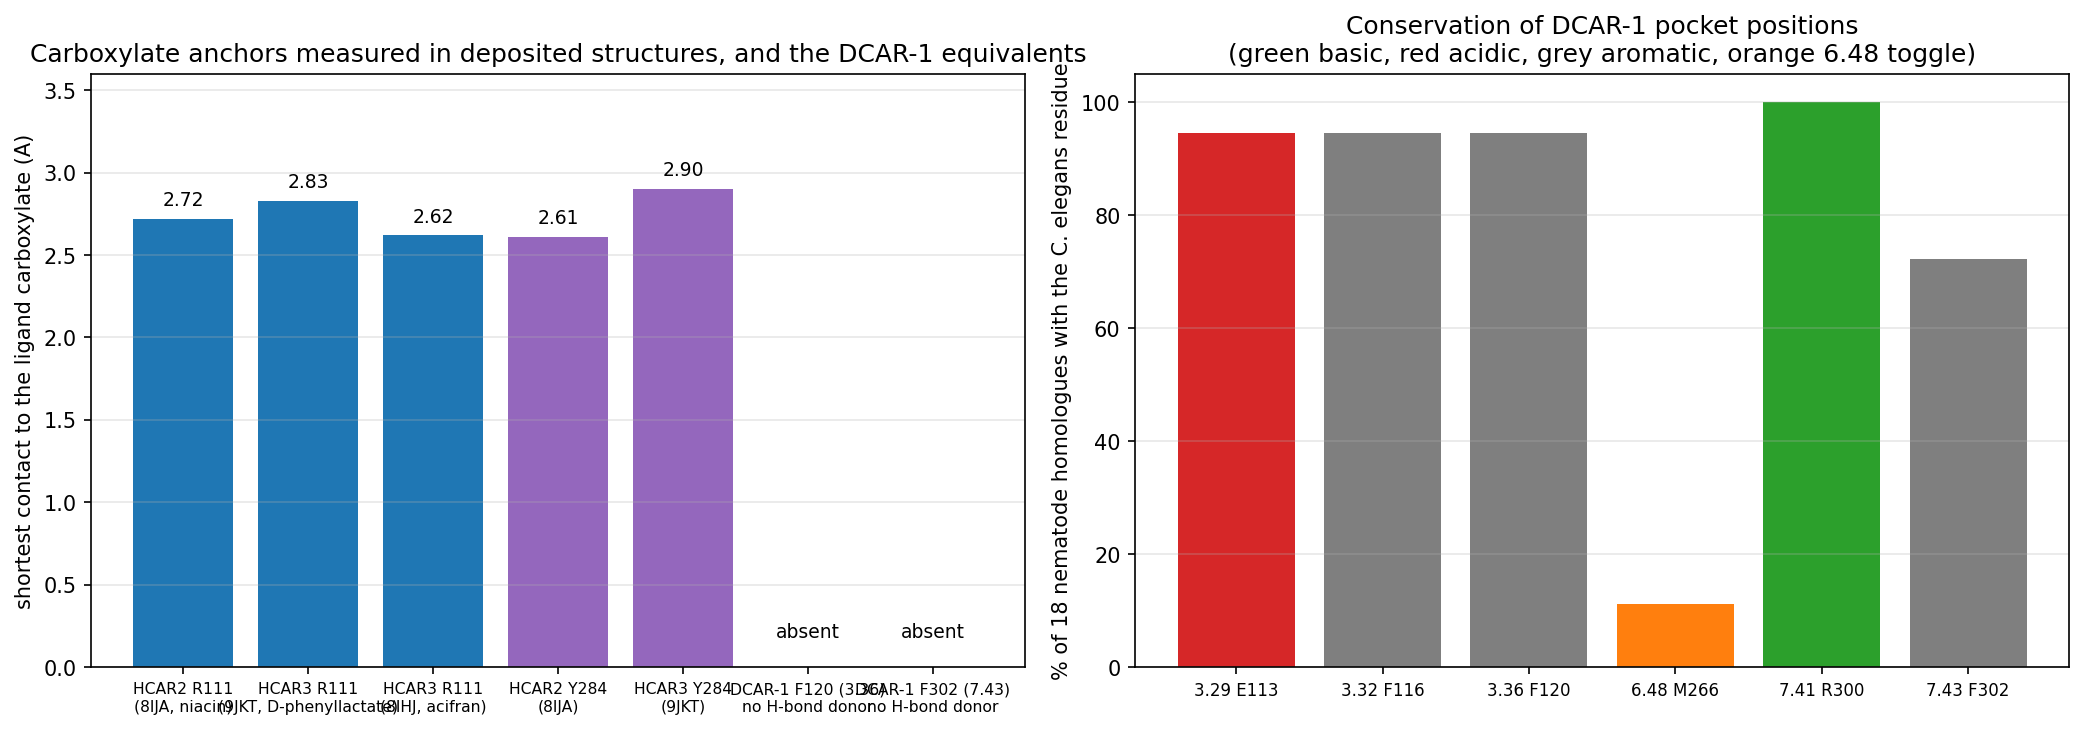 Carboxylate anchors measured in deposited structures, and the DCAR-1 equivalents
shortest contact to the ligand carboxylate (A)
3.5
3.0
2.5
2.0
1.5
1.0
0.5
0.0
2.72
2.83
2.62
2.61
2.90
absent
absent
HCAR2 R111
(8IJA, niacin)
HCAR3 R111
(9JKT, D-phenyllactate)
HCAR3 R111
(8IHJ, acifran)
HCAR2 Y284
(8IJA)
HCAR3 Y284
(9JKT)
DCAR-1 F120 (3.36)
no H-bond donor
DCAR-1 F302 (7.43)
no H-bond donor
Conservation of DCAR-1 pocket positions
(green basic, red acidic, grey aromatic, orange 6.48 toggle)
% of 18 nematode homologues with the C. elegans residue
100
80
60
40
20
0
3.29 E113
3.32 F116
3.36 F120
6.48 M266
7.41 R300
7.43 F302